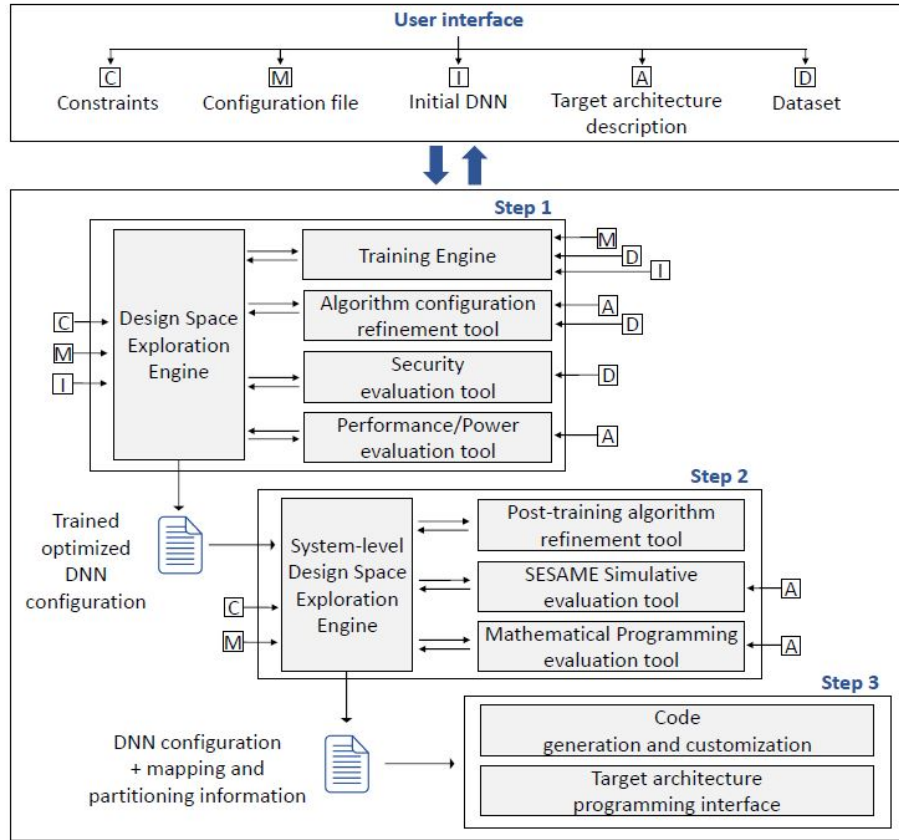 User interface
C
M
I
A
D
Constraints
Configuration file
Initial DNN
Target architecture
description
Dataset
Step 1
Design Space
Exploration
Engine
C
M
I
Training Engine
M
D
I
Algorithm configuration
refinement tool
A
D
Security
evaluation tool
D
Performance/Power
evaluation tool
A
Step 2
Trained
optimized
DNN
configuration
System-level
Design Space
Exploration
Engine
C
M
Post-training algorithm
refinement tool
SESAME Simulative
evaluation tool
A
Mathematical Programming
evaluation tool
A
Step 3
DNN configuration
+ mapping and
partitioning information
Code
generation and customization
Target architecture
programming interface